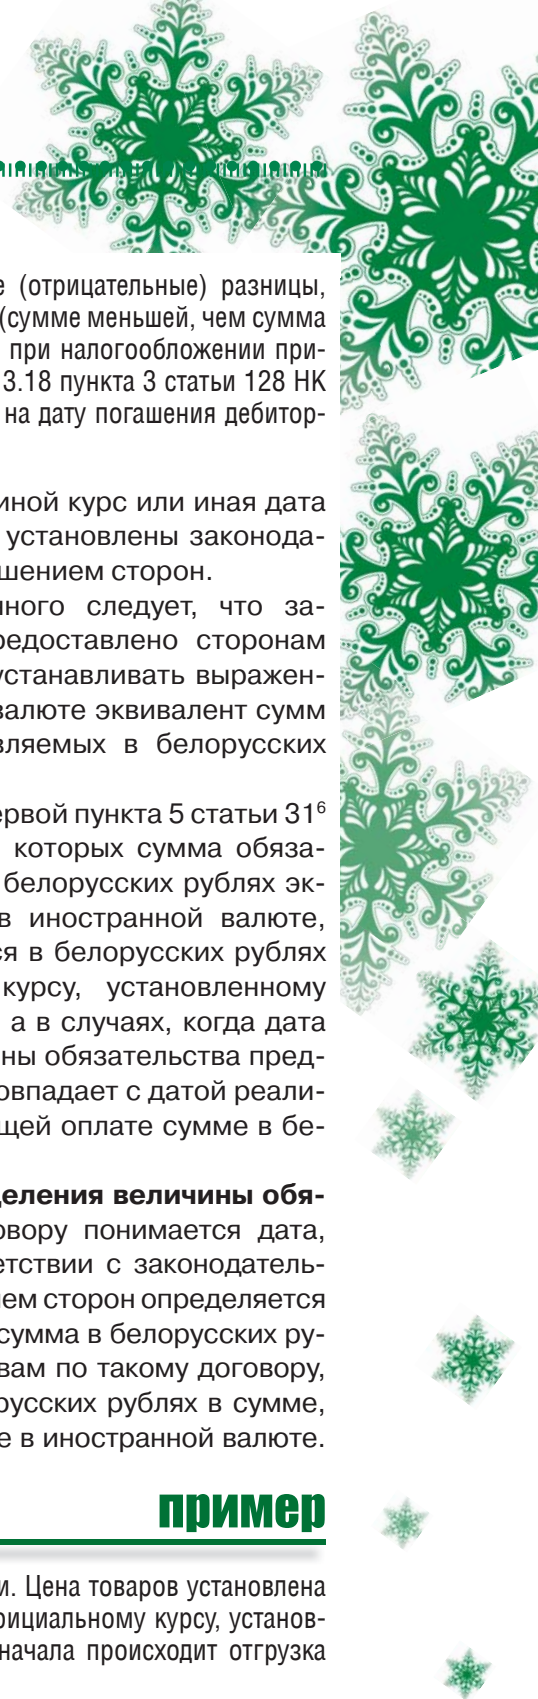 (отрицательные) разницы,
(сумме меньшей, чем сумма
при налогообложении при-
3.18 пункта 3 статьи 128 НК
на дату погашения дебитор-
иной курс или иная дата
установлены законода-
шением сторон.
нного следует, что за-
редоставлено сторонам
устанавливать выражен-
валюте эквивалент сумм
вляемых в белорусских
ервой пункта 5 статьи 31⁶
которых сумма обяза-
белорусских рублях эк-
в иностранной валюте,
ся в белорусских рублях
курсу, установленному
а в случаях, когда дата
ны обязательства пред-
овпадает с датой реали-
щей оплате сумме в бе-
деления величины обя-
овору понимается дата,
етствии с законодатель-
ем сторон определяется
сумма в белорусских ру-
вам по такому договору,
русских рублях в сумме,
е в иностранной валюте.
пример
и. Цена товаров установлена
фициальному курсу, установ-
начала происходит отгрузка